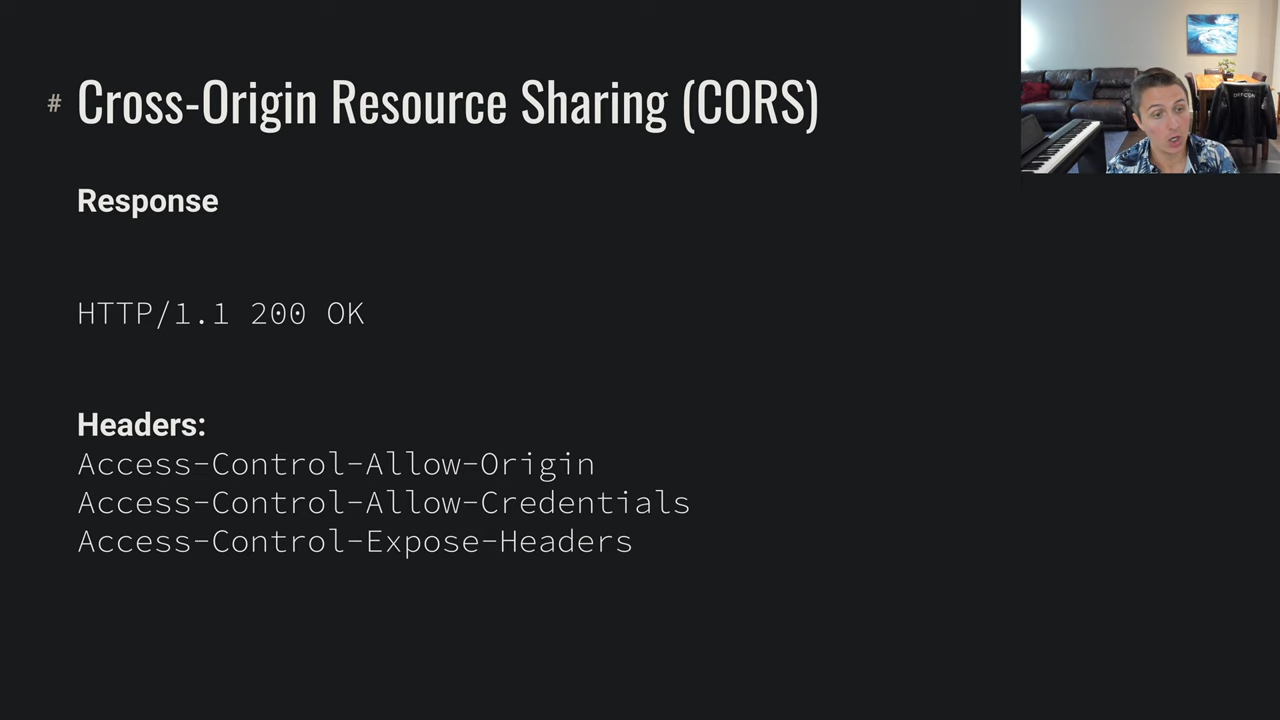 # Cross-Origin Resource Sharing (CORS)
Response
HTTP/1.1 200 OK
Headers:
Access-Control-Allow-Origin
Access-Control-Allow-Credentials
Access-Control-Expose-Headers
DEFCON